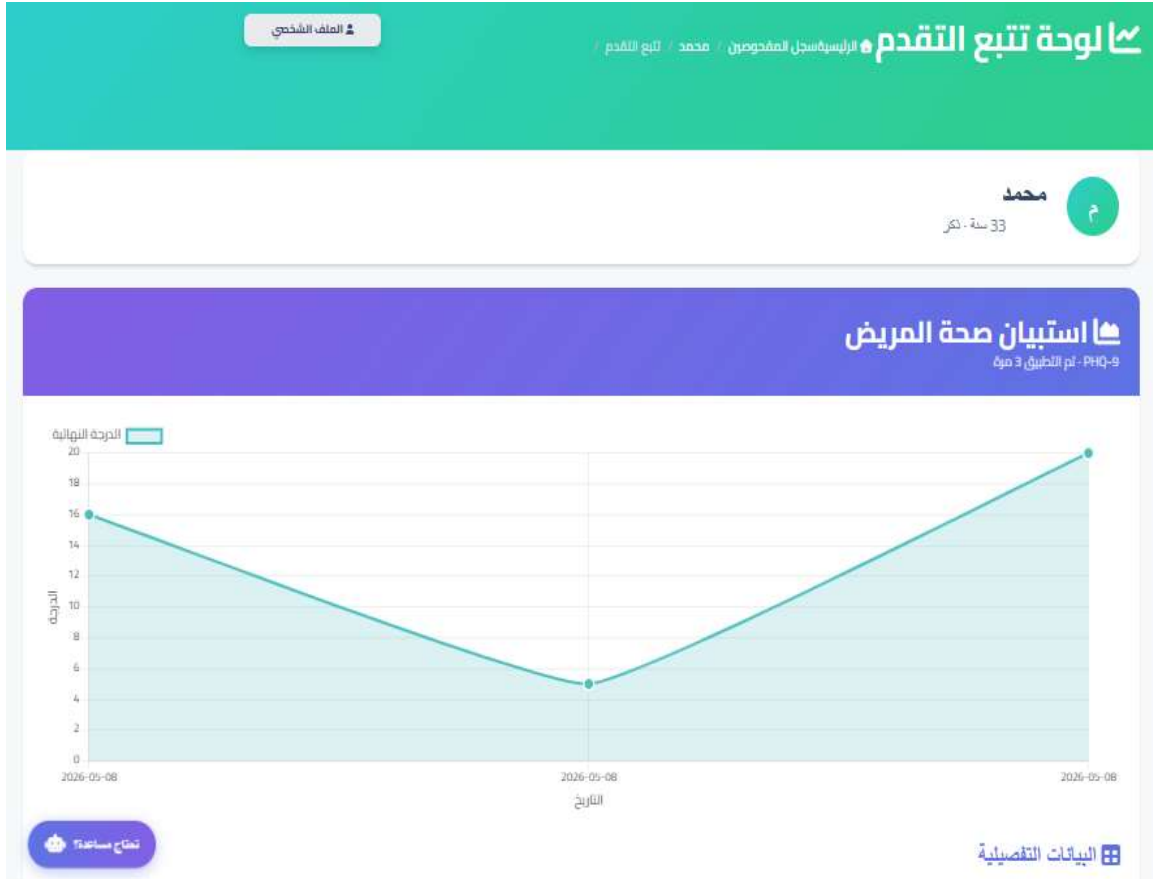 لوحة تتبع التقدم
الرئيسية سجل المفحوصين / محمد / تتبع التقدم /
الملف الشخصي
م
محمد
33 سنة - ذكر
استبيان صحة المريض
PHQ-9 - تم التطبيق 3 مرة
الدرجة النهائية
20
18
16
14
12
10
8
6
4
2
0
الدرجة
2026-05-08
2026-05-08
2026-05-08
التاريخ
تحتاج مساعدة؟
البيانات التفصيلية